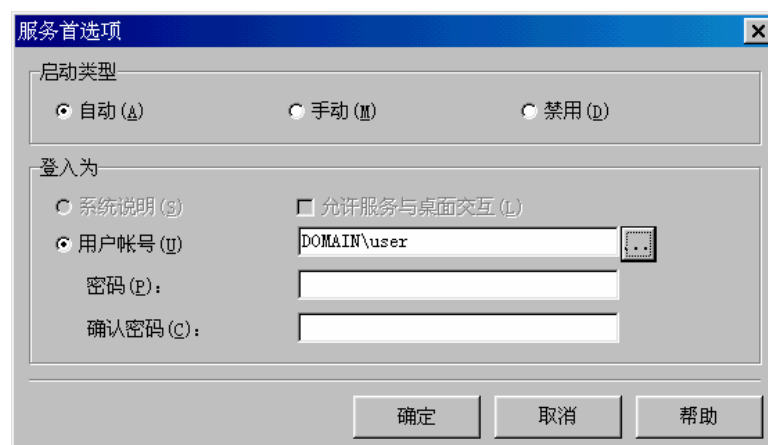 服务首选项
启动类型
自动(A) 手动(M) 禁用(D)
登入为
系统说明(S) 允许服务与桌面交互(L)
用户帐号(U) DOMAIN\user ...
密码(P):
确认密码(C):
确定 取消 帮助